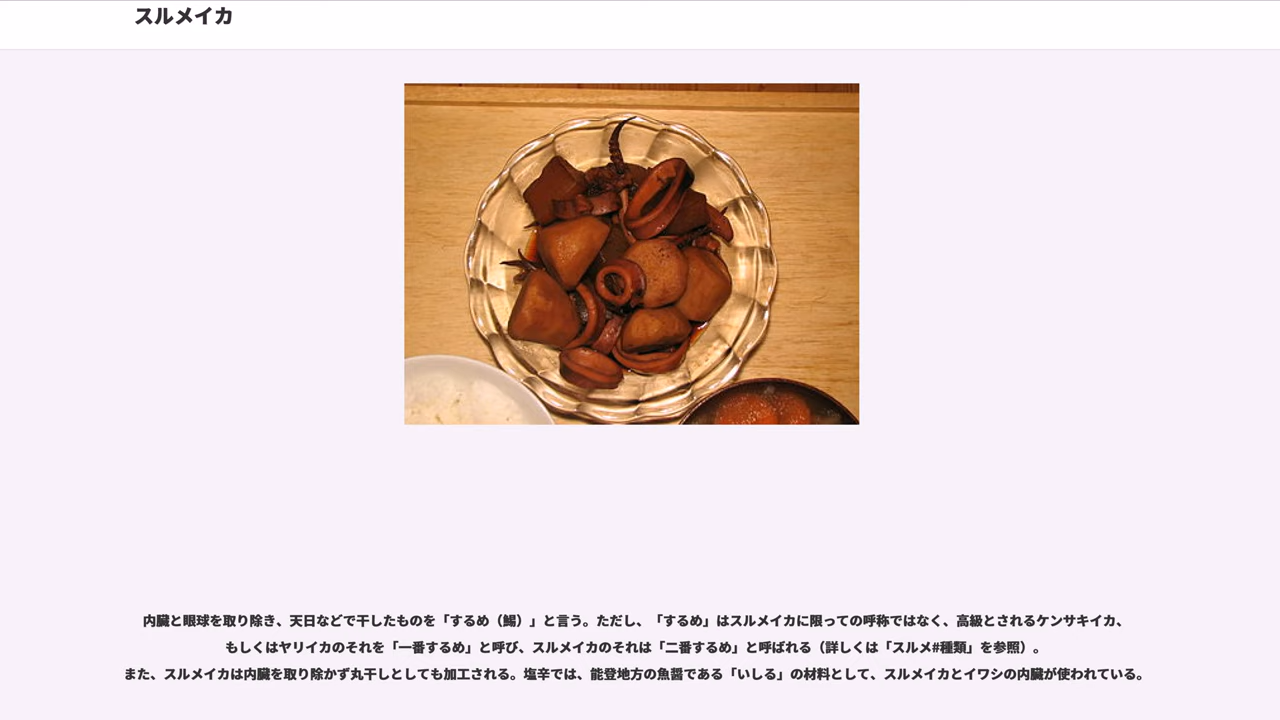 スルメイカ
内臓と眼球を取り除き、天日などで干したものを「するめ（鯣）」と言う。ただし、「するめ」はスルメイカに限っての呼称ではなく、高級とされるケンサキイカ、
もしくはヤリイカのそれを「一番するめ」と呼び、スルメイカのそれは「二番するめ」と呼ばれる（詳しくは「スルメ#種類」を参照）。
また、スルメイカは内臓を取り除かず丸干しとしても加工される。塩辛では、能登地方の魚醤である「いしる」の材料として、スルメイカとイワシの内臓が使われている。